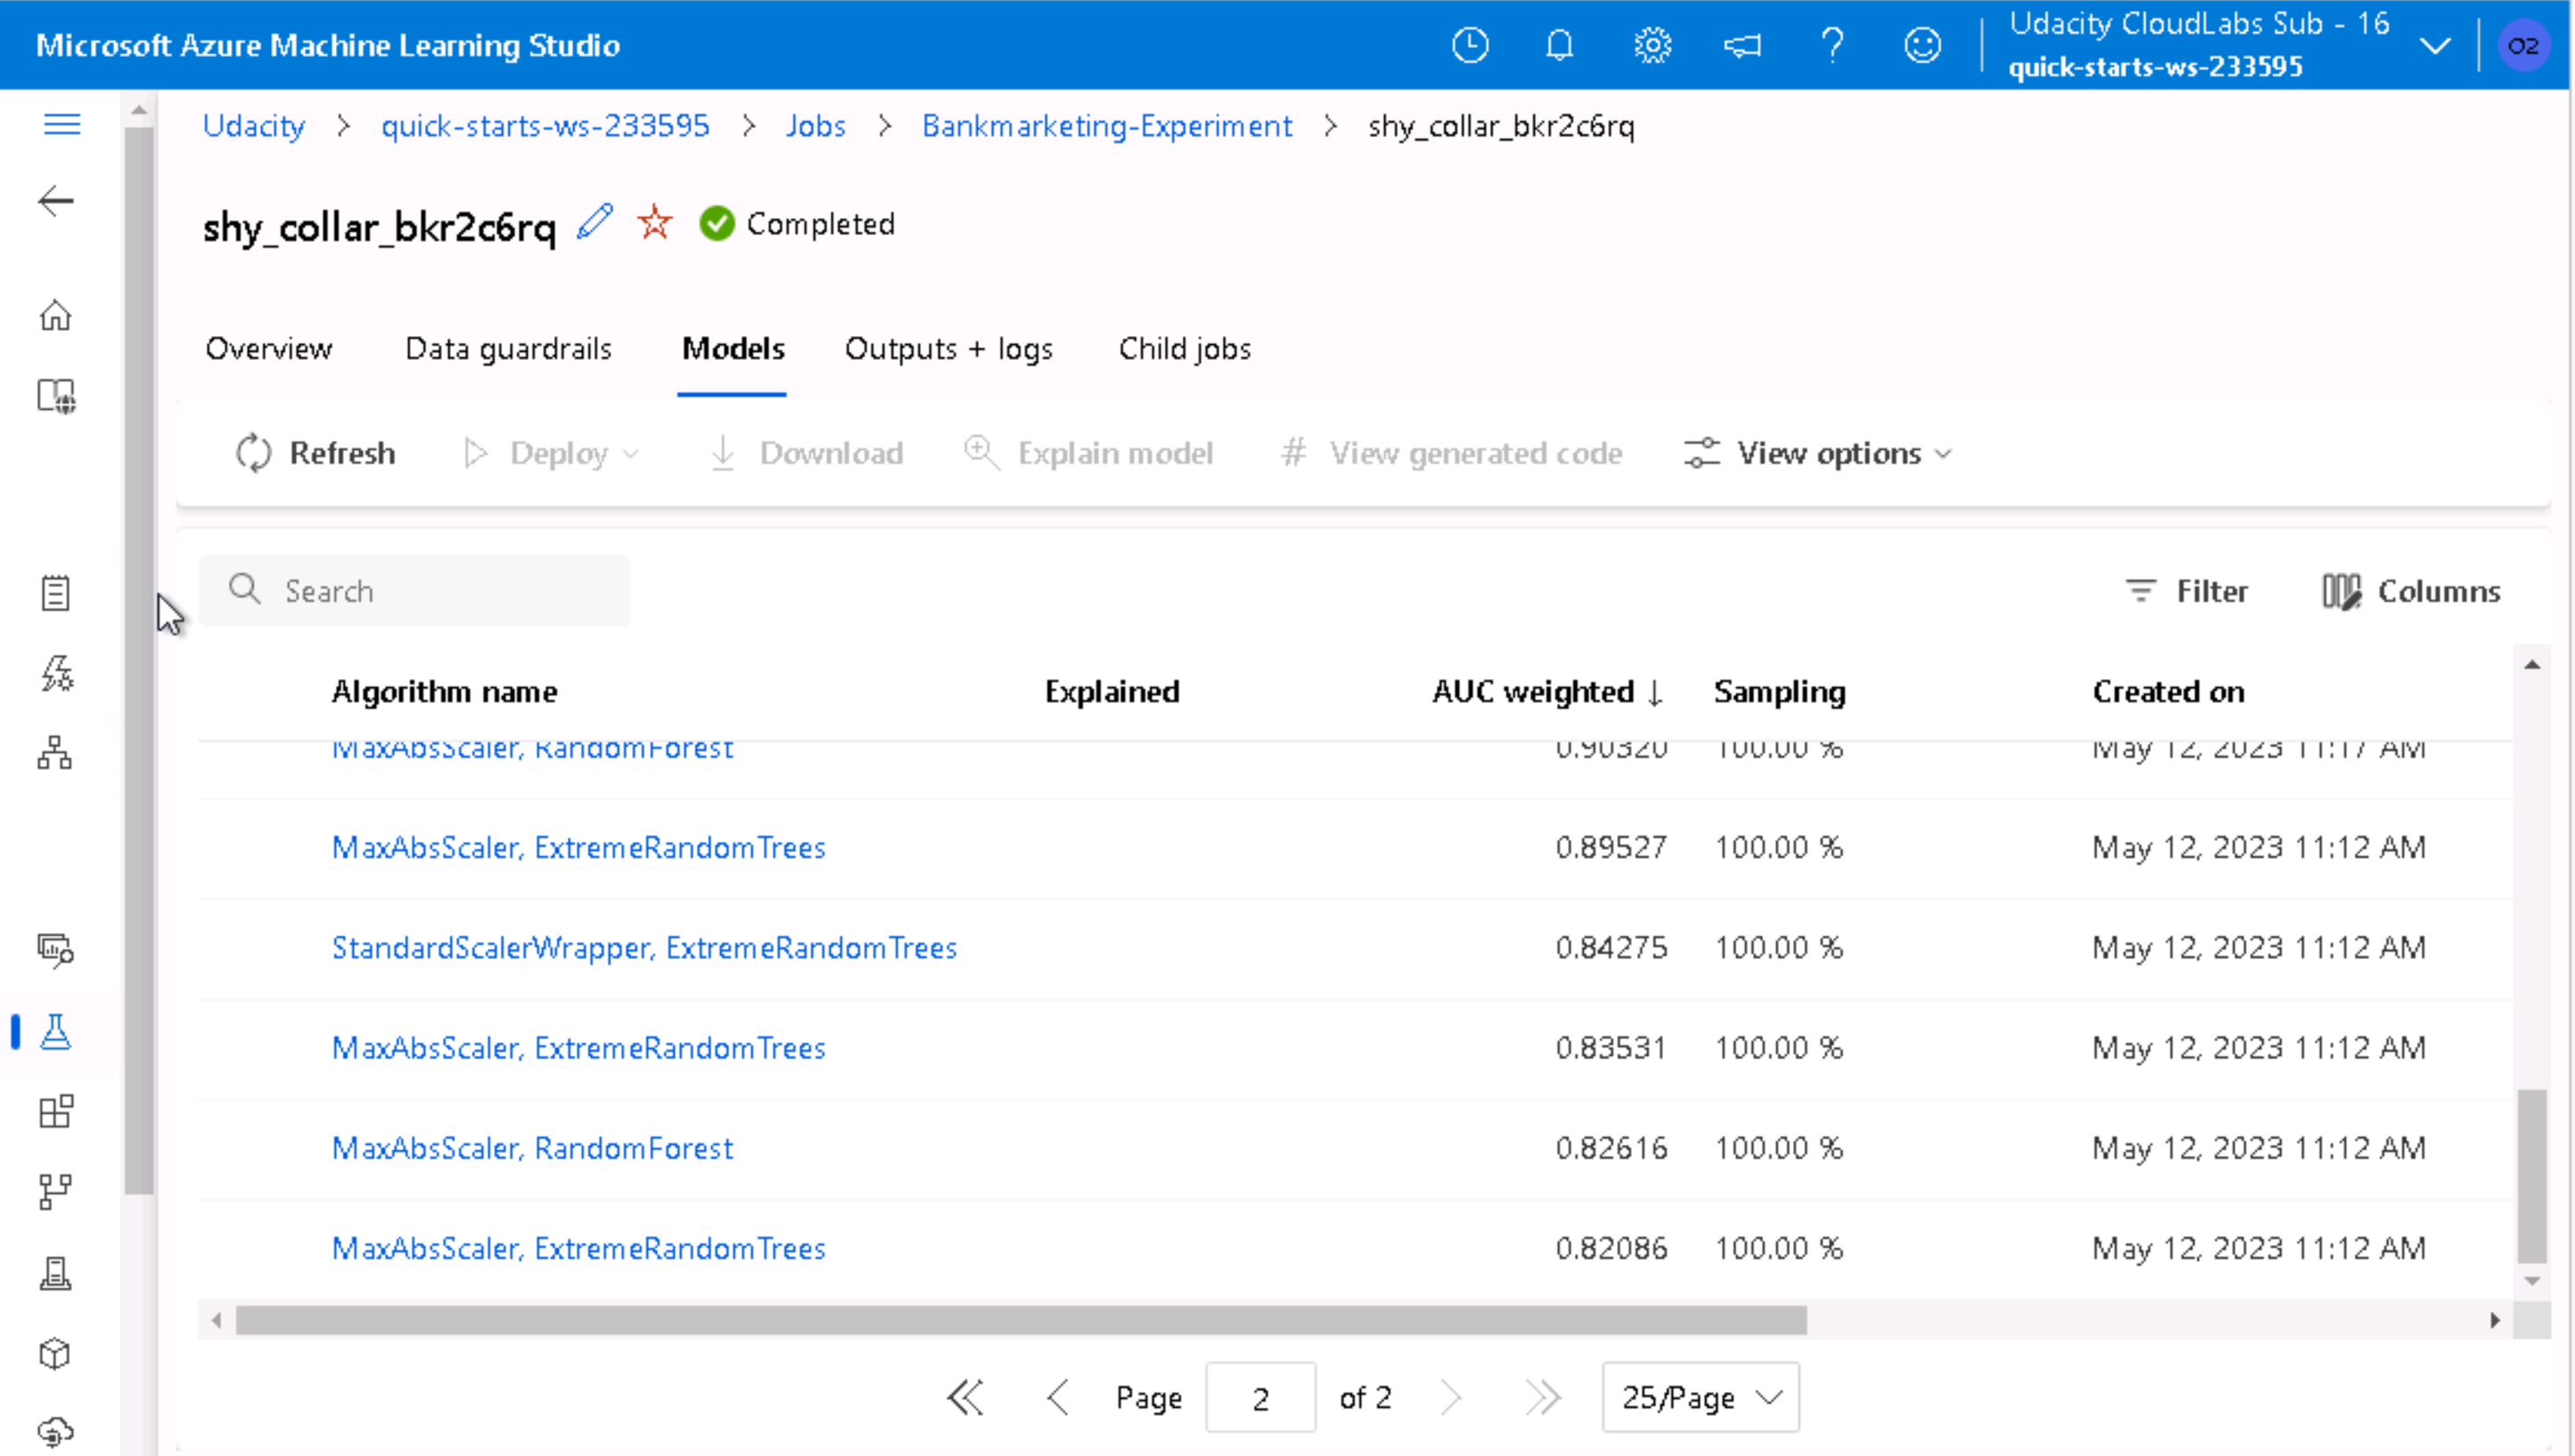 Microsoft Azure Machine Learning Studio
Udacity CloudLabs Sub - 16
quick-starts-ws-233595
O2
Udacity > quick-starts-ws-233595 > Jobs > Bankmarketing-Experiment > shy_collar_bkr2c6rq
shy_collar_bkr2c6rq Completed
Overview Data guardrails Models Outputs + logs Child jobs
Refresh Deploy Download Explain model # View generated code View options
Search Filter Columns
Algorithm name Explained AUC weighted ↓ Sampling Created on
MaxAbsScaler, RandomForest 0.90320 100.00 % May 12, 2023 11:17 AM
MaxAbsScaler, ExtremeRandomTrees 0.89527 100.00 % May 12, 2023 11:12 AM
StandardScalerWrapper, ExtremeRandomTrees 0.84275 100.00 % May 12, 2023 11:12 AM
MaxAbsScaler, ExtremeRandomTrees 0.83531 100.00 % May 12, 2023 11:12 AM
MaxAbsScaler, RandomForest 0.82616 100.00 % May 12, 2023 11:12 AM
MaxAbsScaler, ExtremeRandomTrees 0.82086 100.00 % May 12, 2023 11:12 AM
Page 2 of 2 25/Page